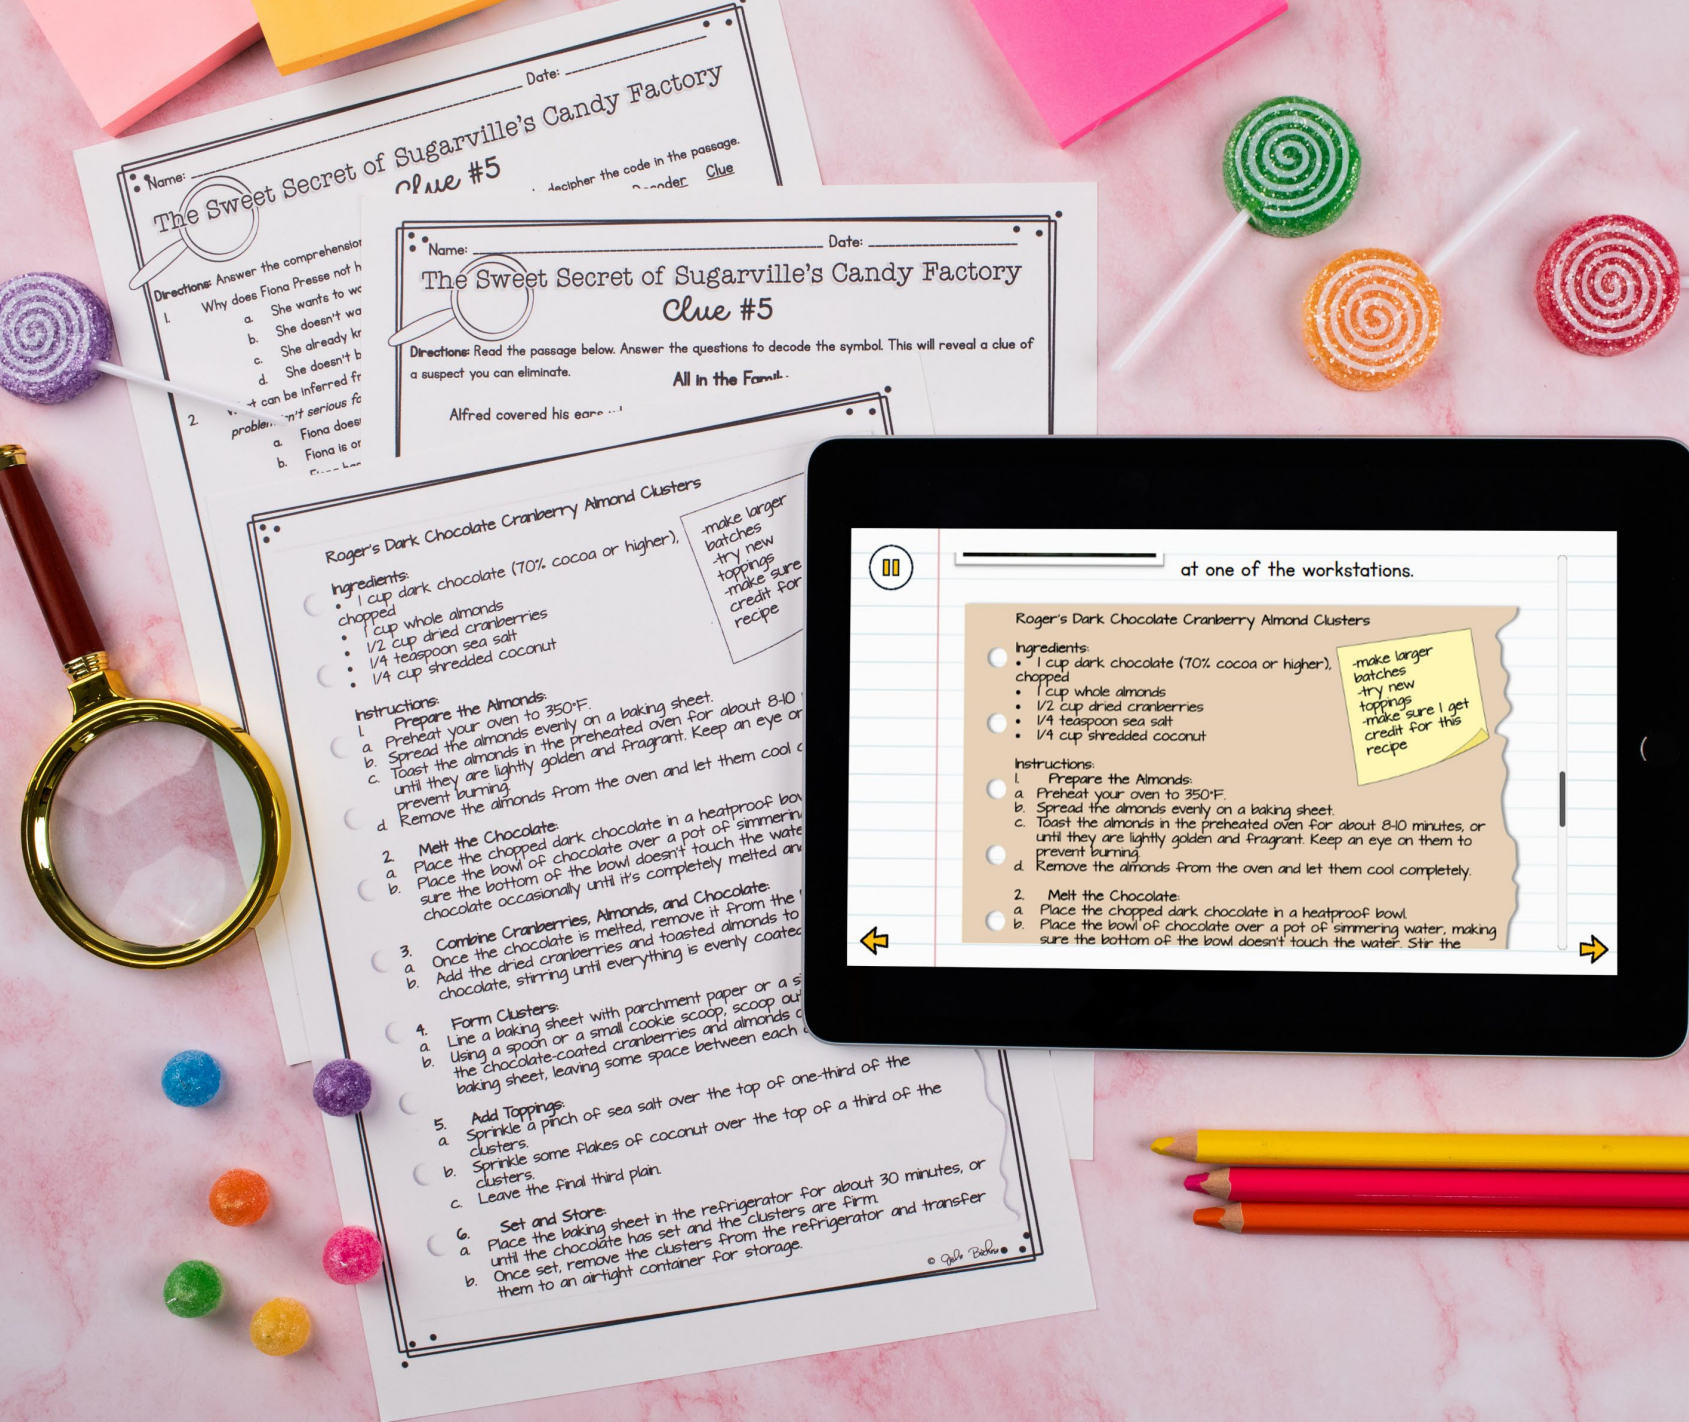 Name: Date:
The Sweet Secret of Sugarville's Candy Factory
Clue #5
decipher the code in the passage.
Clue
Directions: Answer the comprehension
1. Why does Fiona Presse not h
a. She wants to wo
b. She doesn't wa
c. She already kn
d. She doesn't b
2. can be inferred fr
isn't serious fo
a. Fiona does
b. Fiona is or
Name: Date:
The Sweet Secret of Sugarville's Candy Factory
Clue #5
Directions: Read the passage below. Answer the questions to decode the symbol. This will reveal a clue of
a suspect you can eliminate.
All in the
Alfred covered his
Roger's Dark Chocolate Cranberry Almond Clusters
Ingredients:
• 1 cup dark chocolate (70% cocoa or higher),
chopped
• 1 cup whole almonds
• 1/2 cup dried cranberries
• 1/4 teaspoon sea salt
• 1/4 cup shredded coconut
-make larger
batches
-try new
toppings
-make sure
credit for
recipe
Instructions:
1. Prepare the Almonds:
a. Preheat your oven to 350°F.
b. Spread the almonds evenly on a baking sheet.
c. Toast the almonds in the preheated oven for about 8-10
until they are lightly golden and fragrant. Keep an eye or
prevent burning.
d. Remove the almonds from the oven and let them cool c
2. Melt the Chocolate:
a. Place the chopped dark chocolate in a heatproof bow
b. Place the bowl of chocolate over a pot of simmerin
sure the bottom of the bowl doesn't touch the wate
chocolate occasionally until it's completely melted and
3. Combine Cranberries, Almonds, and Chocolate:
a. Once the chocolate is melted, remove it from the
b. Add the dried cranberries and toasted almonds to
chocolate, stirring until everything is evenly coated
4. Form Clusters:
a. Line a baking sheet with parchment paper or a s
b. Using a spoon or a small cookie scoop, scoop out
the chocolate-coated cranberries and almonds o
baking sheet, leaving some space between each
5. Add Toppings:
a. Sprinkle a pinch of sea salt over the top of one-third of the
clusters.
b. Sprinkle some flakes of coconut over the top of a third of the
clusters.
c. Leave the final third plain.
6. Set and Store:
a. Place the baking sheet in the refrigerator for about 30 minutes, or
until the chocolate has set and the clusters are firm.
b. Once set, remove the clusters from the refrigerator and transfer
them to an airtight container for storage.
©
at one of the workstations.
Roger's Dark Chocolate Cranberry Almond Clusters
Ingredients:
• 1 cup dark chocolate (70% cocoa or higher),
chopped
• 1 cup whole almonds
• 1/2 cup dried cranberries
• 1/4 teaspoon sea salt
• 1/4 cup shredded coconut
-make larger
batches
-try new
toppings
-make sure I get
credit for this
recipe
Instructions:
1. Prepare the Almonds:
a. Preheat your oven to 350°F.
b. Spread the almonds evenly on a baking sheet.
c. Toast the almonds in the preheated oven for about 8-10 minutes, or
until they are lightly golden and fragrant. Keep an eye on them to
prevent burning.
d. Remove the almonds from the oven and let them cool completely.
2. Melt the Chocolate:
a. Place the chopped dark chocolate in a heatproof bowl.
b. Place the bowl of chocolate over a pot of simmering water, making
sure the bottom of the bowl doesn't touch the water. Stir the